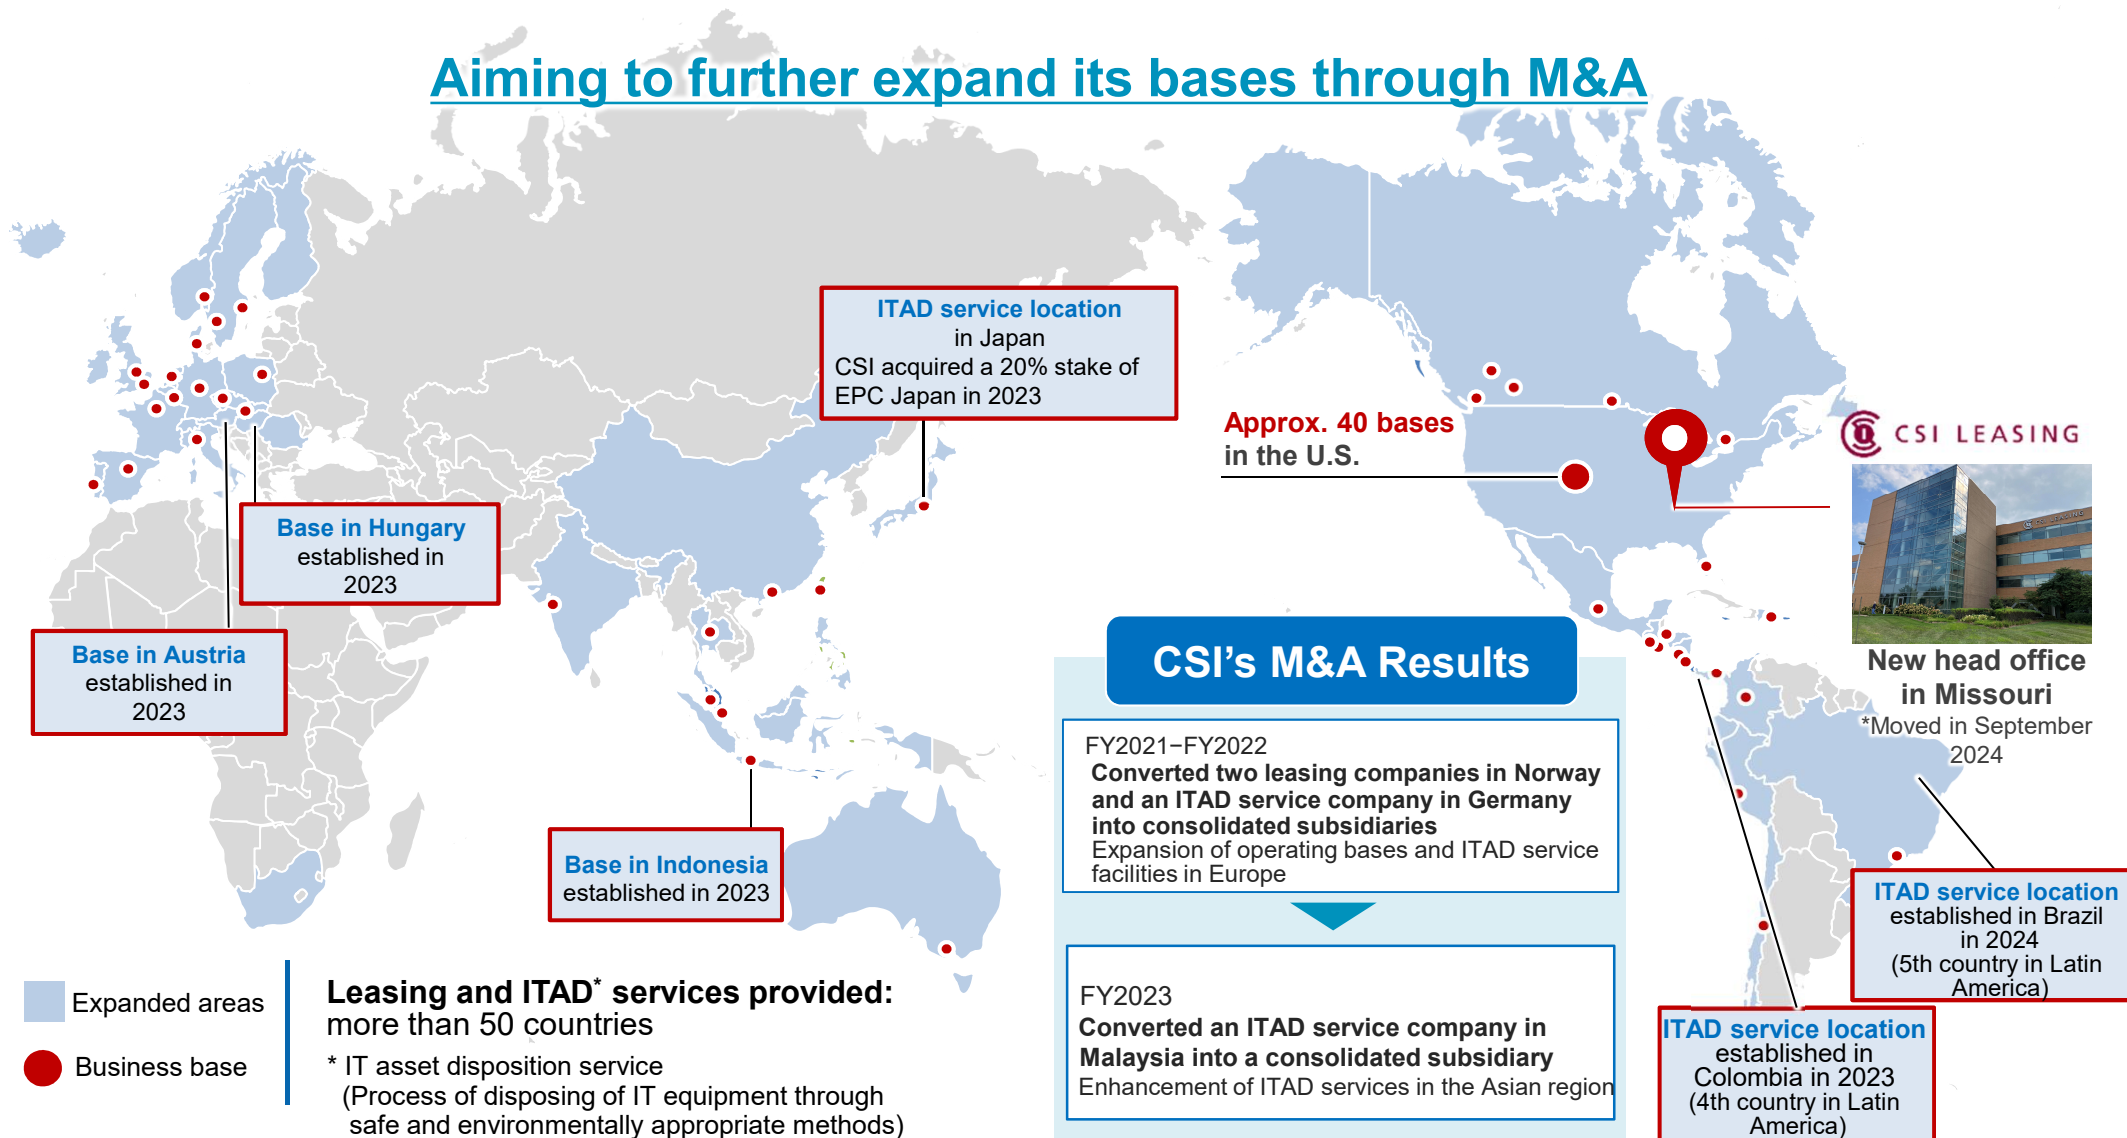 Aiming to further expand its bases through M&A
ITAD service location
in Japan
CSI acquired a 20% stake of
EPC Japan in 2023
Approx. 40 bases
in the U.S.
CSI LEASING
CSI LEASING
New head office
in Missouri
*Moved in September
2024
Base in Hungary
established in
2023
Base in Austria
established in
2023
Base in Indonesia
established in 2023
CSI’s M&A Results
FY2021−FY2022
Converted two leasing companies in Norway
and an ITAD service company in Germany
into consolidated subsidiaries
Expansion of operating bases and ITAD service
facilities in Europe
FY2023
Converted an ITAD service company in
Malaysia into a consolidated subsidiary
Enhancement of ITAD services in the Asian region
ITAD service location
established in Brazil
in 2024
(5th country in Latin
America)
ITAD service location
established in
Colombia in 2023
(4th country in Latin
America)
Expanded areas
Business base
Leasing and ITAD* services provided:
more than 50 countries
* IT asset disposition service
(Process of disposing of IT equipment through
safe and environmentally appropriate methods)